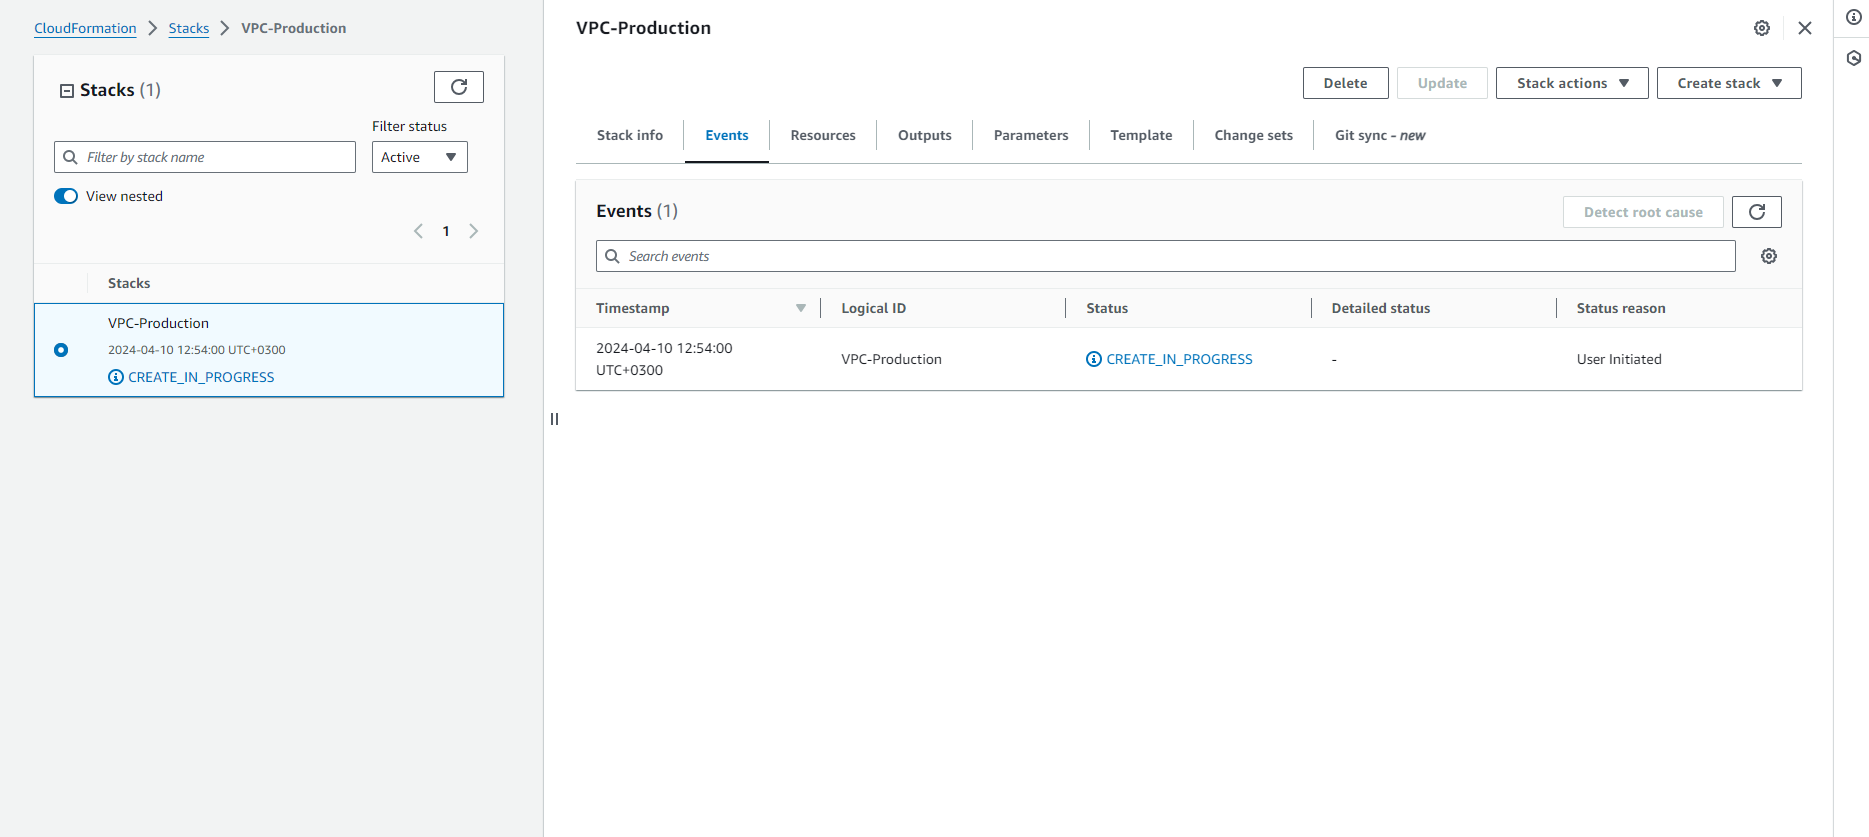 CloudFormation > Stacks > VPC-Production
Stacks (1)
Filter status
Filter by stack name
Active
View nested
1
Stacks
VPC-Production
2024-04-10 12:54:00 UTC+0300
CREATE_IN_PROGRESS
VPC-Production
Delete Update Stack actions Create stack
Stack info Events Resources Outputs Parameters Template Change sets Git sync - new
Events (1)
Detect root cause
Search events
Timestamp Logical ID Status Detailed status Status reason
2024-04-10 12:54:00
UTC+0300
VPC-Production CREATE_IN_PROGRESS - User Initiated